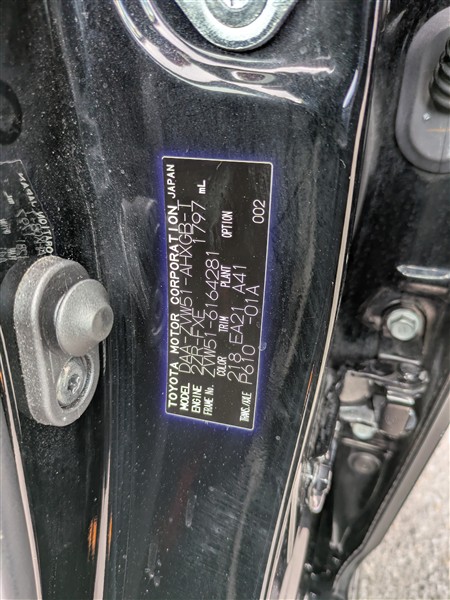 TOYOTA MOTOR CORPORATION JAPAN
MODEL DAA-ZVW51-AHXGB-T
ENGINE 2ZR-FXE 1797 mL
FRAME No. ZVW51-6164281
COLOR TRIM PLANT OPTION
218 EA21 A41 002
TRANS./AXLE P610 -01A